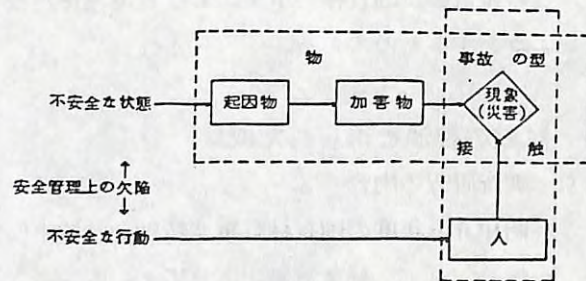 物
事故の型
不安全な状態
起因物
加害物
現象
(災害)
接触
安全管理上の欠陥
不安全な行動
人